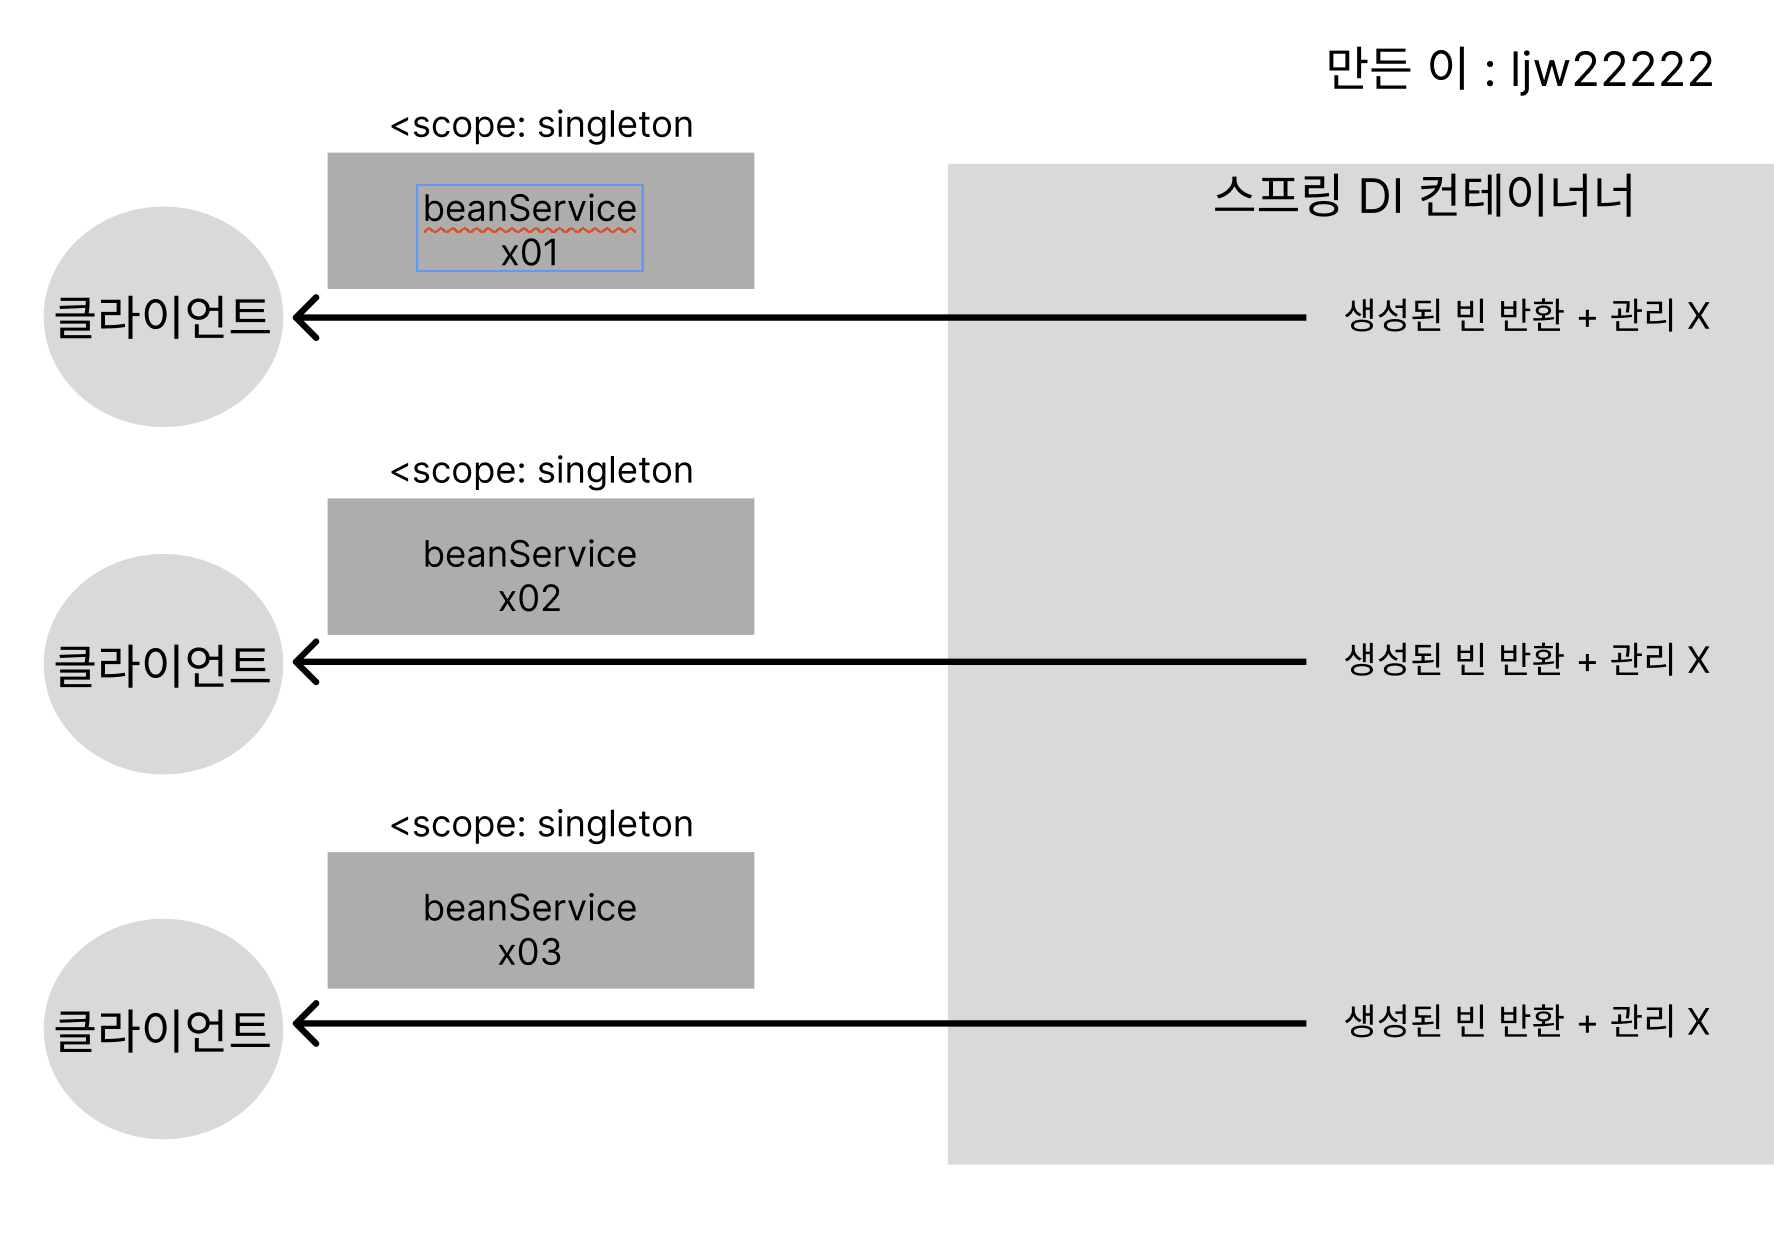 만든 이 : ljw22222
<scope: singleton
스프링 DI 컨테이너너
beanService
x01
클라이언트
생성된 빈 반환 + 관리 X
<scope: singleton
beanService
x02
클라이언트
생성된 빈 반환 + 관리 X
<scope: singleton
beanService
x03
클라이언트
생성된 빈 반환 + 관리 X